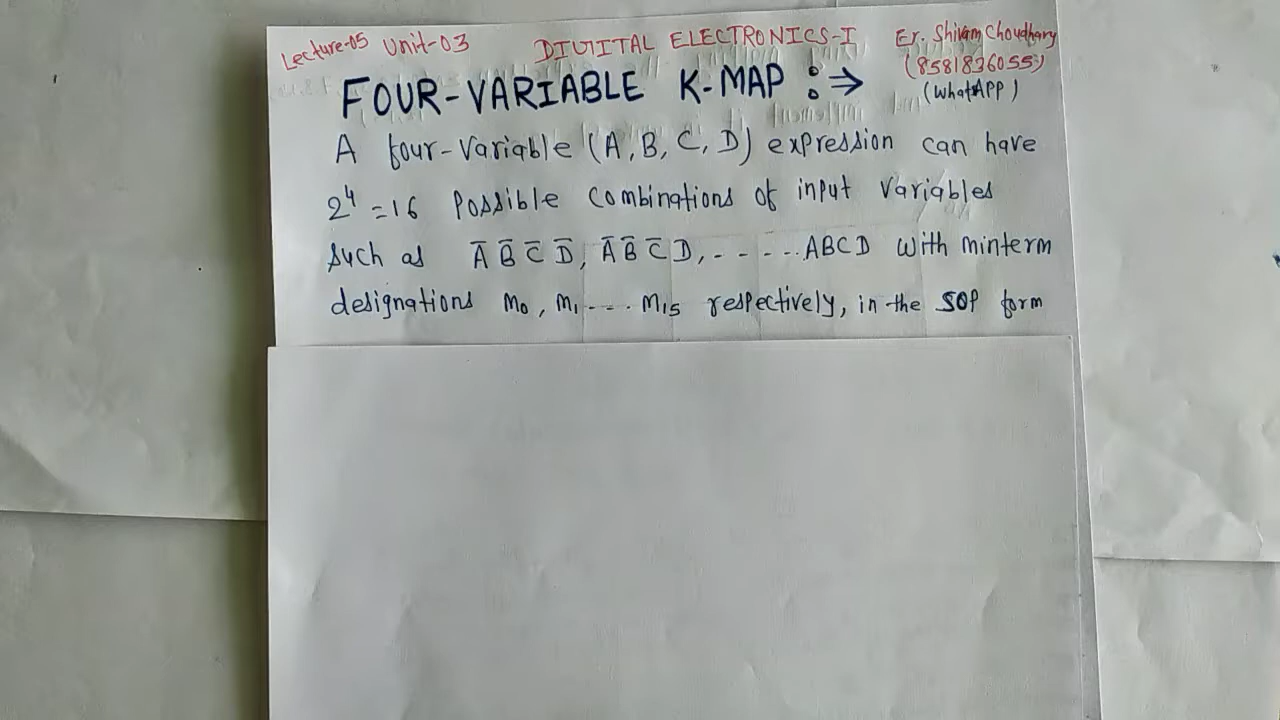 Lecture-05 Unit-03 DIGITAL ELECTRONICS-I Er. Shivam Choudhary
(8581836055)
FOUR-VARIABLE K-MAP :→ (WhatsAPP)
A four-Variable (A, B, C, D) expression can have
2⁴ = 16 Possible Combinations of input Variables
Such as A̅ B̅ C̅ D̅, A̅ B̅ C̅ D, - - - - ... ABCD with minterm
designations m₀, m₁ - - - . m₁₅ respectively, in the SOP form